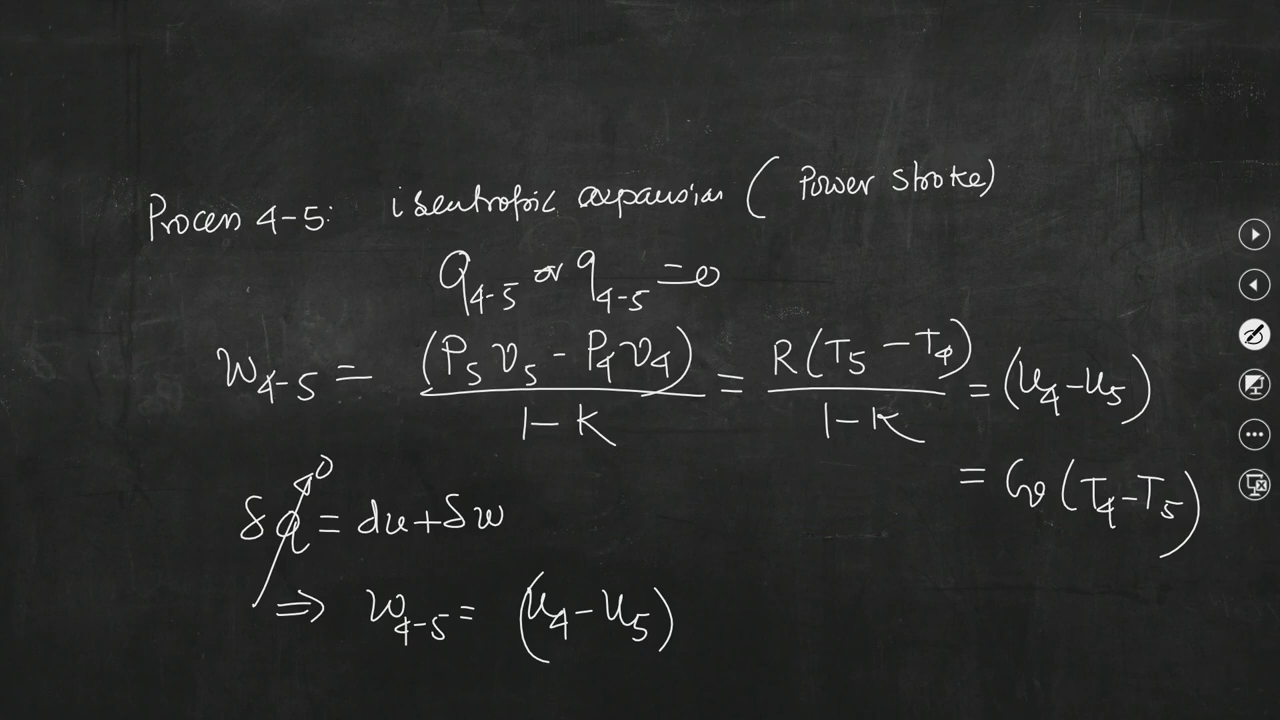 Process 4-5: isentropic expansion (Power stroke)
Q₄₋₅ or q₄₋₅ = 0
w₄₋₅ = (P₅v₅ - P₄v₄) / (1-k) = R(T₅ - T₄) / (1-k) = (u₄ - u₅)
= Cv (T₄ - T₅)
δq = du + δw
0
⇒ w₄₋₅ = (u₄ - u₅)